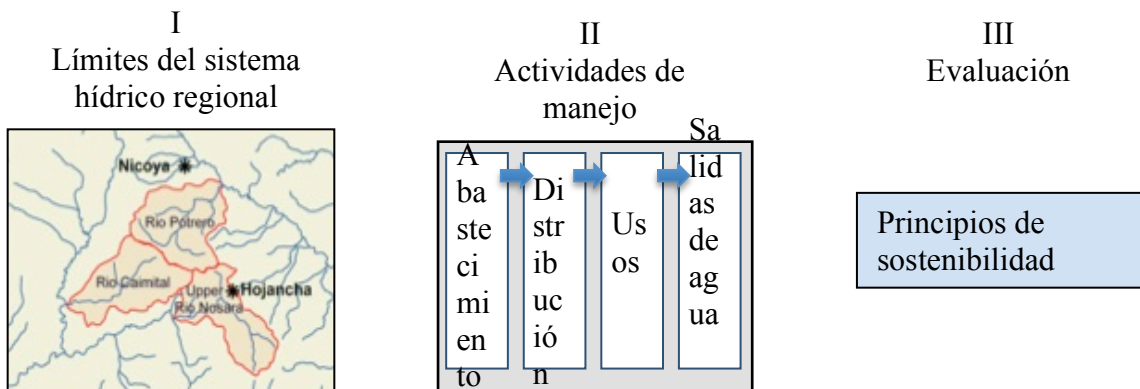 I
Límites del sistema
hídrico regional
Nicoya
Rio Potrero
Rio Caimital
Upper
Rio Nosara
Hojancha
II
Actividades de
manejo
A
ba
ste
ci
mi
en
to
Di
str
ib
uc
ió
n
Us
os
Sa
lid
as
de
ag
ua
III
Evaluación
Principios de
sostenibilidad